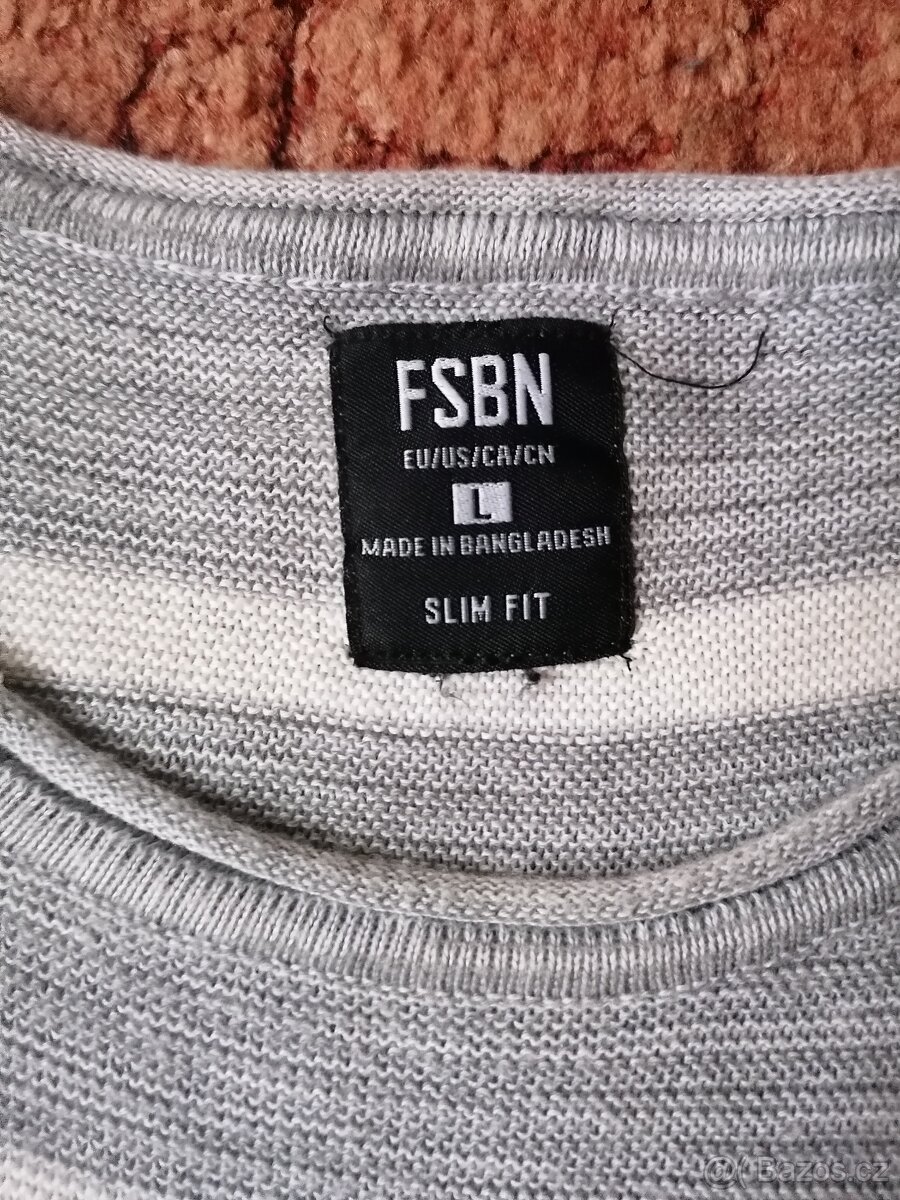 FSBN
EU/US/CA/CN
L
MADE IN BANGLADESH
SLIM FIT
@( Bazos.cz